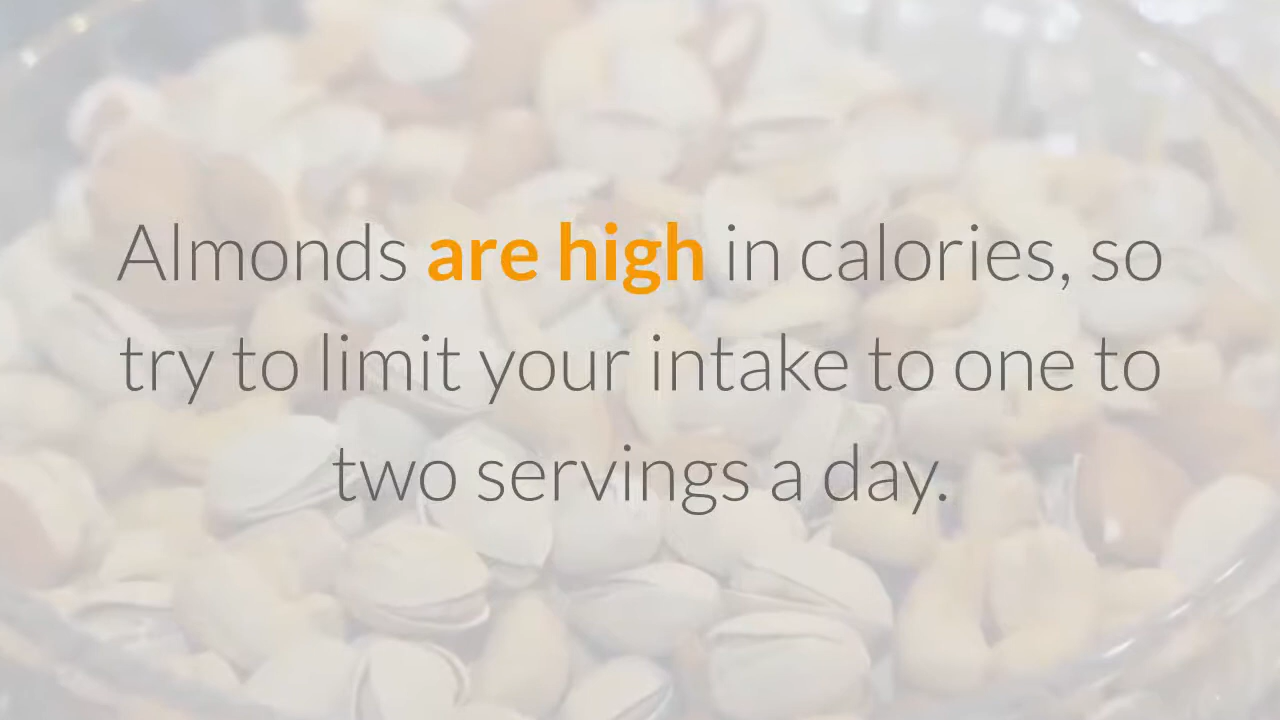 Almonds are high in calories, so
try to limit your intake to one to
two servings a day.